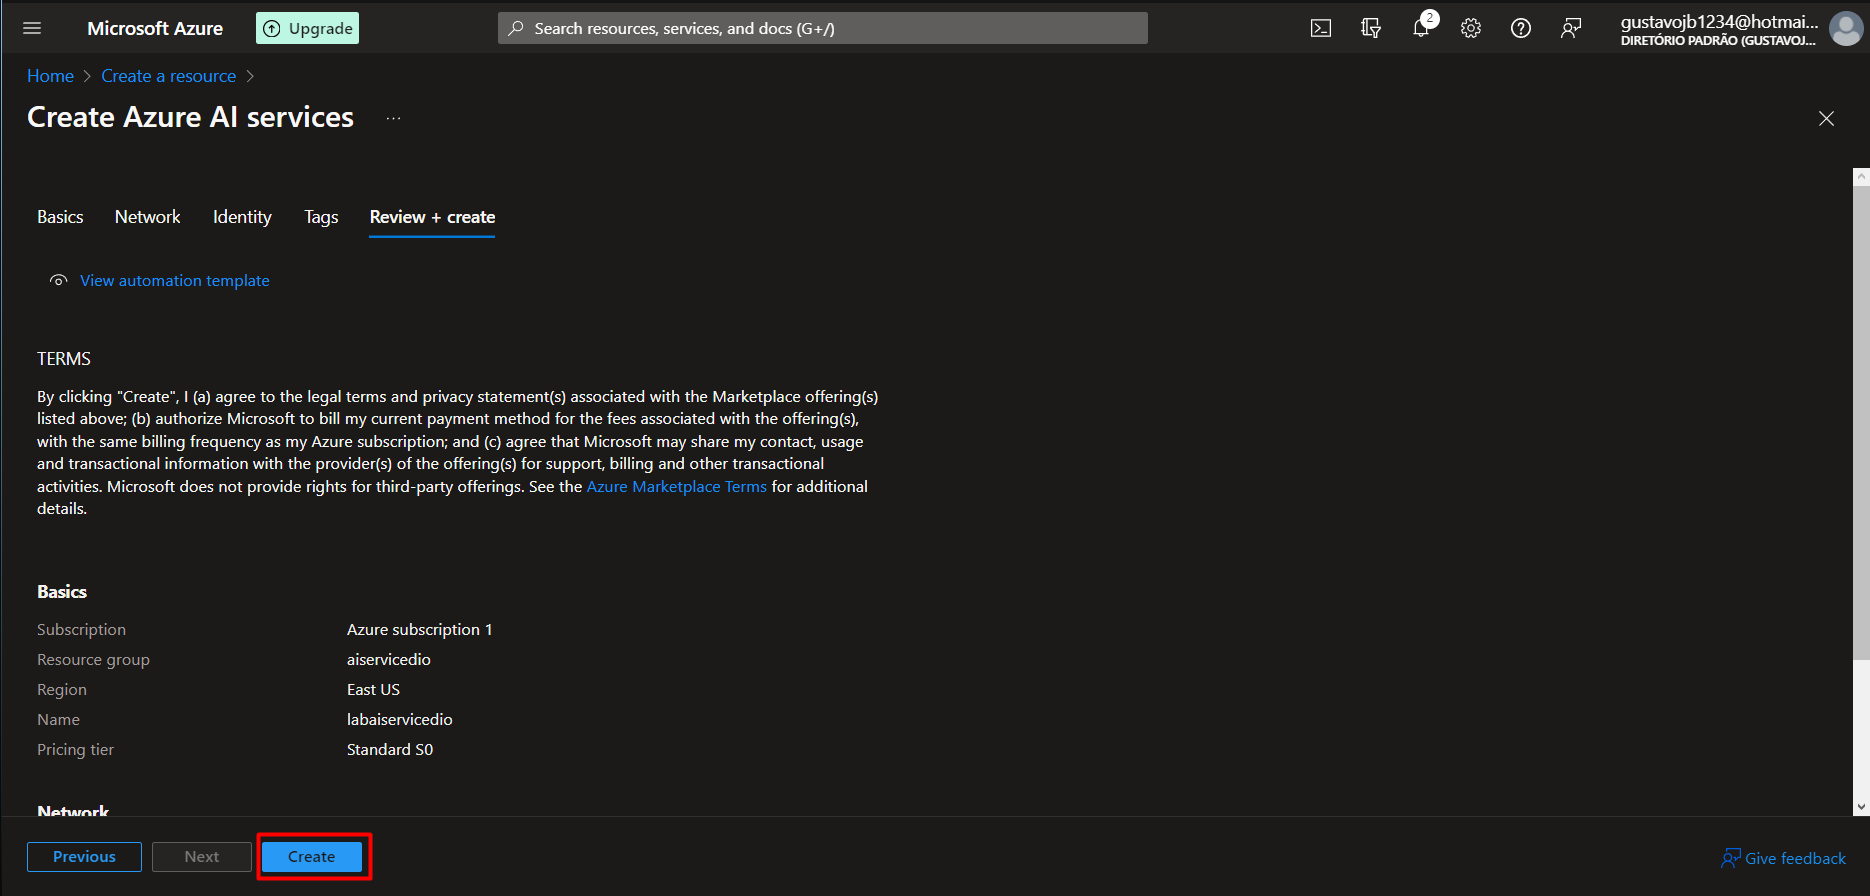 Microsoft Azure
Upgrade
Search resources, services, and docs (G+/)
2
gustavojb1234@hotmai...
DIRETÓRIO PADRÃO (GUSTAVOJ...
Home > Create a resource >
Create Azure AI services ...
Basics Network Identity Tags Review + create
View automation template
TERMS
By clicking "Create", I (a) agree to the legal terms and privacy statement(s) associated with the Marketplace offering(s)
listed above; (b) authorize Microsoft to bill my current payment method for the fees associated with the offering(s),
with the same billing frequency as my Azure subscription; and (c) agree that Microsoft may share my contact, usage
and transactional information with the provider(s) of the offering(s) for support, billing and other transactional
activities. Microsoft does not provide rights for third-party offerings. See the Azure Marketplace Terms for additional
details.
Basics
Subscription Azure subscription 1
Resource group aiservicedio
Region East US
Name labaiservicedio
Pricing tier Standard S0
Network
Previous Next Create
Give feedback